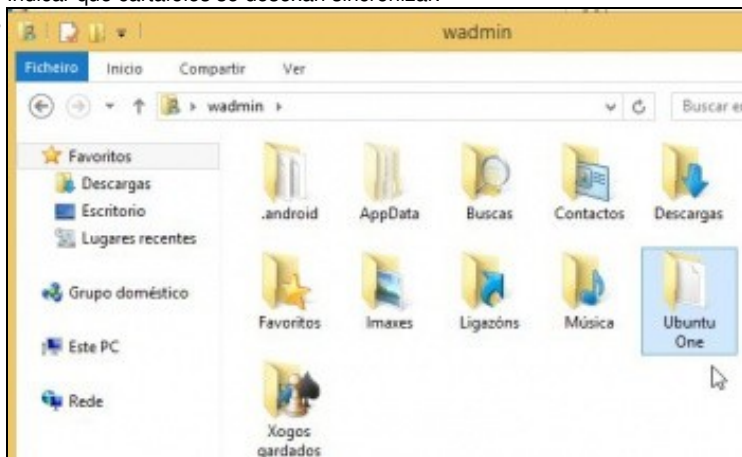 wadmin
Ficheiro Inicio Compartir Ver
wadmin
Buscar
Favoritos
Descargas
Escritorio
Lugares recentes
Grupo doméstico
Este PC
Rede
.android AppData Buscas Contactos Descargas
Favoritos Imaxes Ligazóns Música Ubuntu One
Xogos gardados